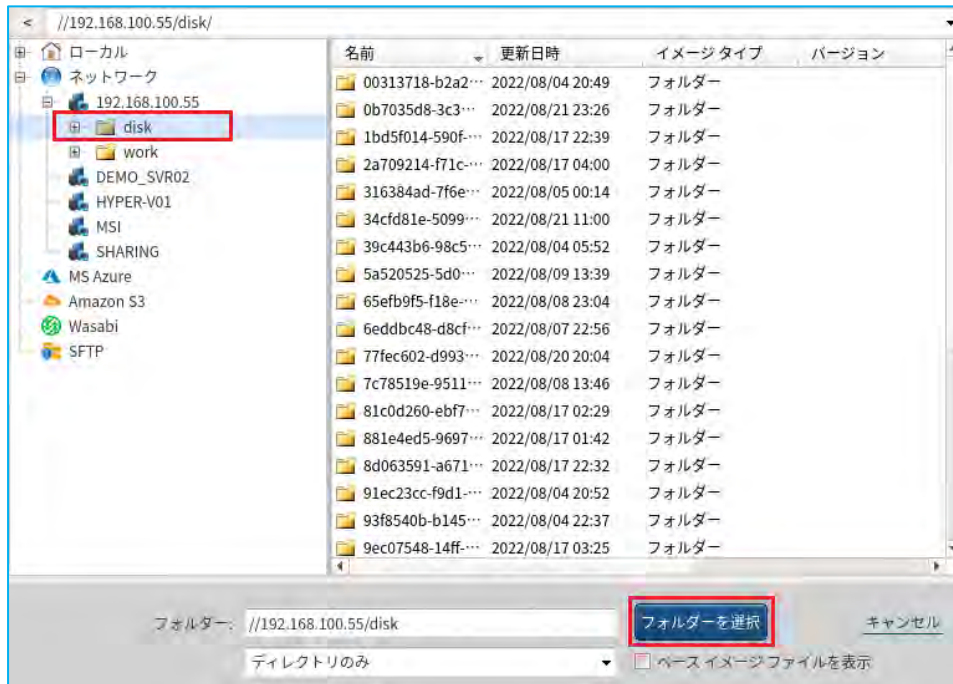 < //192.168.100.55/disk/
ローカル
ネットワーク
192.168.100.55
disk
work
DEMO_SVR02
HYPER-V01
MSI
SHARING
MS Azure
Amazon S3
Wasabi
SFTP
名前 更新日時 イメージ タイプ バージョン
00313718-b2a2… 2022/08/04 20:49 フォルダー
0b7035d8-3c3… 2022/08/21 23:26 フォルダー
1bd5f014-590f-… 2022/08/17 22:39 フォルダー
2a709214-f71c-… 2022/08/17 04:00 フォルダー
316384ad-7f6e… 2022/08/05 00:14 フォルダー
34cfd81e-5099… 2022/08/21 11:00 フォルダー
39c443b6-98c5… 2022/08/04 05:52 フォルダー
5a520525-5d0… 2022/08/09 13:39 フォルダー
65efb9f5-f18e-… 2022/08/08 23:04 フォルダー
6eddbc48-d8cf… 2022/08/07 22:56 フォルダー
77fec602-d993… 2022/08/20 20:04 フォルダー
7c78519e-9511… 2022/08/08 13:46 フォルダー
81c0d260-ebf7… 2022/08/17 02:29 フォルダー
881e4ed5-9697… 2022/08/17 01:42 フォルダー
8d063591-a671… 2022/08/17 22:32 フォルダー
91ec23cc-f9d1-… 2022/08/04 20:52 フォルダー
93f8540b-b145… 2022/08/04 22:37 フォルダー
9ec07548-14ff-… 2022/08/17 03:25 フォルダー
フォルダー: //192.168.100.55/disk フォルダーを選択 キャンセル
ディレクトリのみ ベース イメージ ファイルを表示